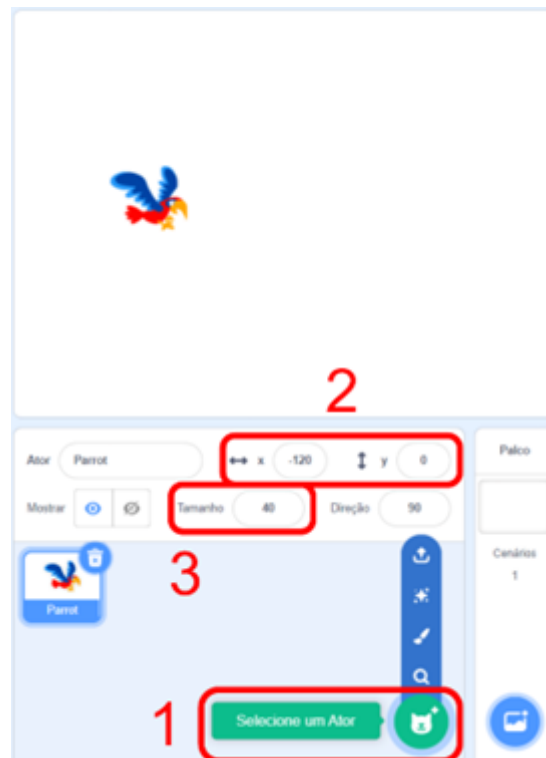 2
Ator Parrot x -120 y 0
Mostrar Tamanho 40 Direção 90
Palco
3
Parrot
Cenários
1
1 Selecione um Ator